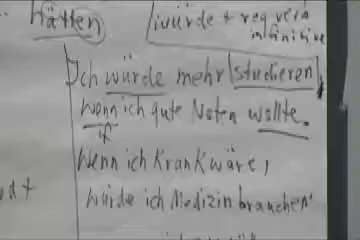 hätten
würde + reg verb
infinitive
Ich würde mehr studieren,
wenn ich gute Noten wollte.
if
Wenn ich Krank wäre,
würde ich Medizin brauchen.